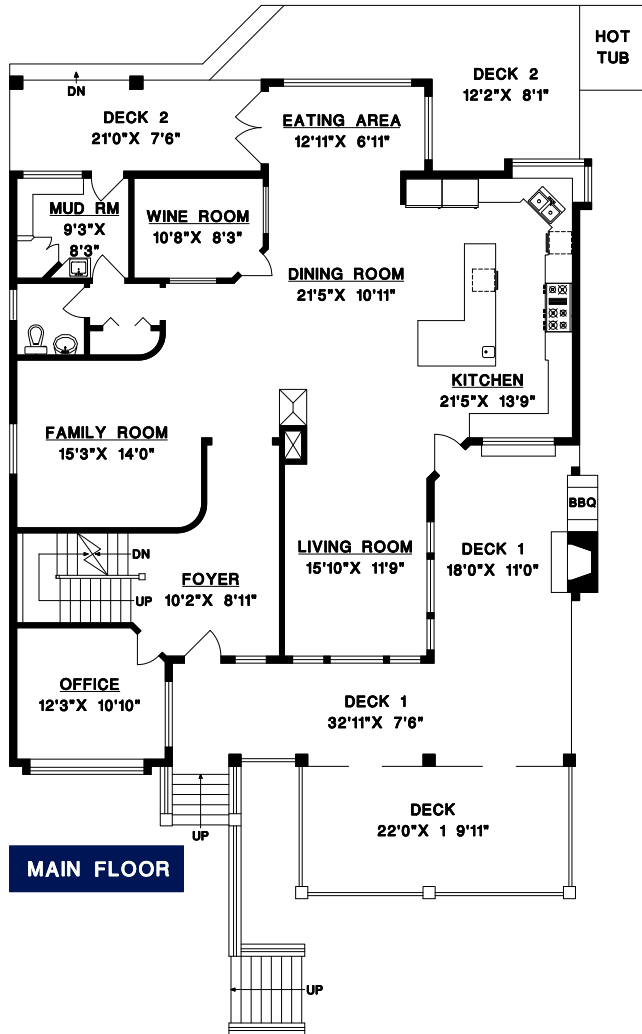 HOT
TUB
DECK 2
12'2"X 8'1"
DN
DECK 2
21'0"X 7'6"
EATING AREA
12'11"X 6'11"
MUD RM
9'3"X
8'3"
WINE ROOM
10'8"X 8'3"
DINING ROOM
21'5"X 10'11"
KITCHEN
21'5"X 13'9"
FAMILY ROOM
15'3"X 14'0"
BBQ
LIVING ROOM
15'10"X 11'9"
DECK 1
18'0"X 11'0"
DN
UP
FOYER
10'2"X 8'11"
OFFICE
12'3"X 10'10"
DECK 1
32'11"X 7'6"
UP
DECK
22'0"X 1 9'11"
MAIN FLOOR
UP